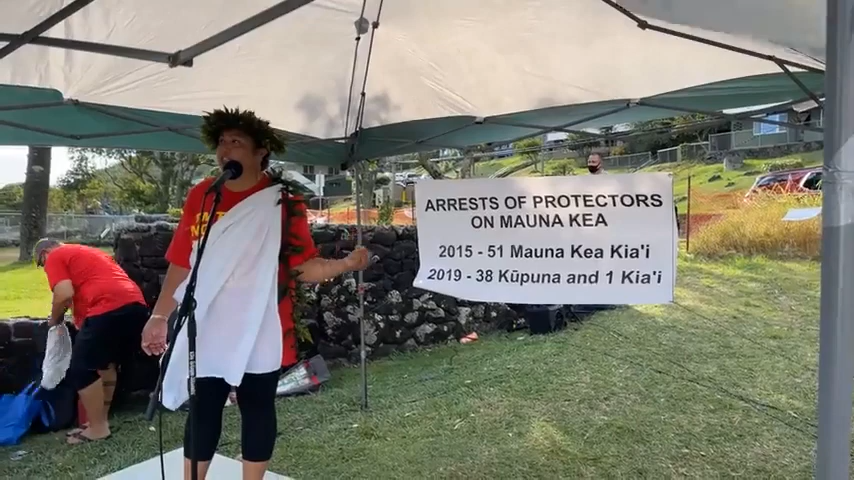 ARRESTS OF PROTECTORS
ON MAUNA KEA
2015 - 51 Mauna Kea Kia'i
2019 - 38 Kūpuna and 1 Kia'i